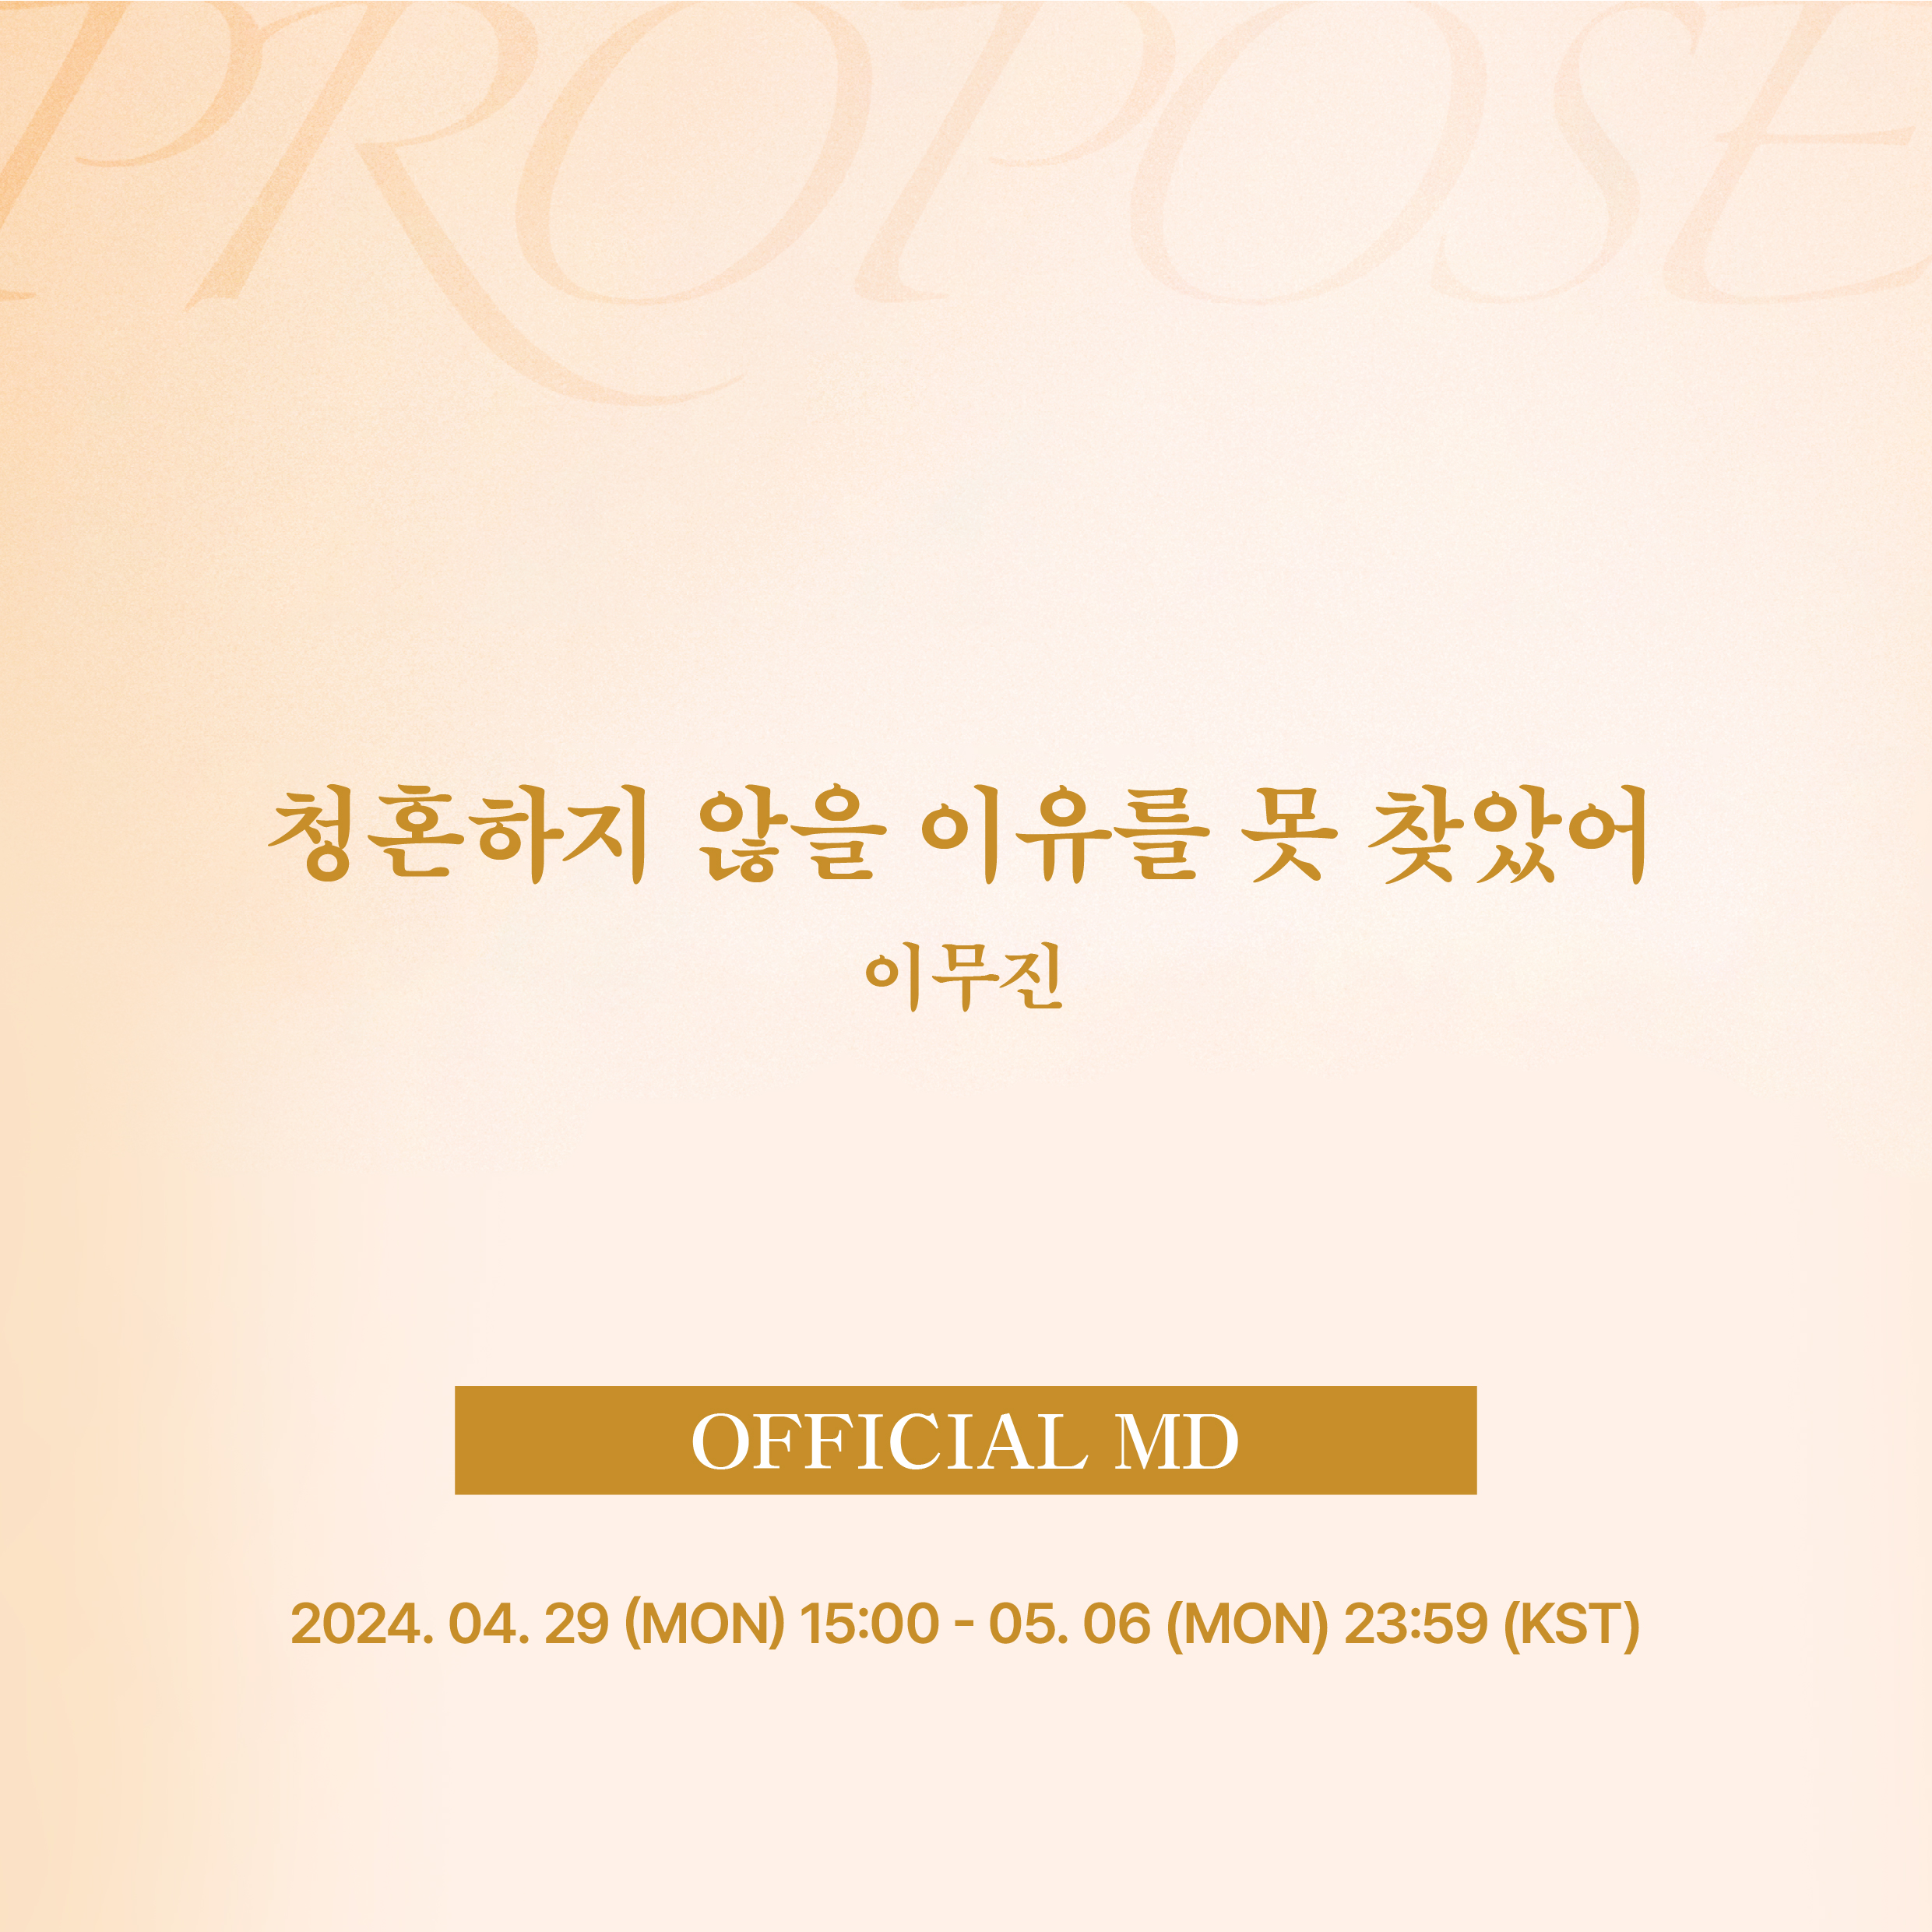 PROPOSE
청혼하지 않을 이유를 못 찾았어
이무진
OFFICIAL MD
2024. 04. 29 (MON) 15:00 - 05. 06 (MON) 23:59 (KST)